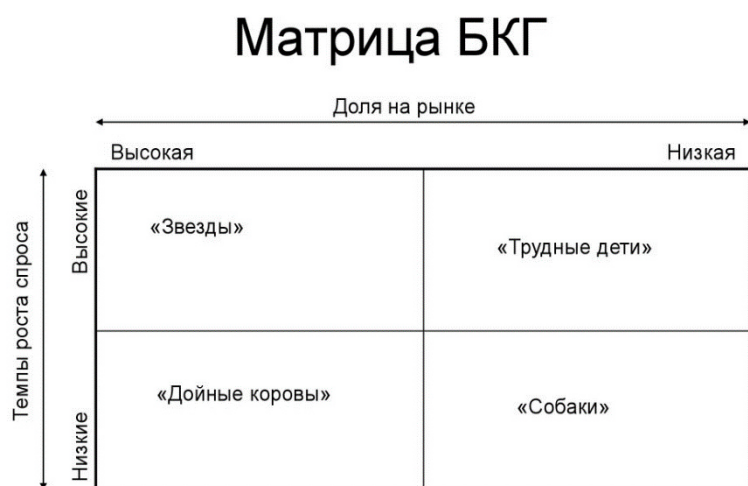 Матрица БКГ
Доля на рынке
Высокая
Низкая
Темпы роста спроса
Высокие
«Звезды»
«Трудные дети»
Низкие
«Дойные коровы»
«Собаки»